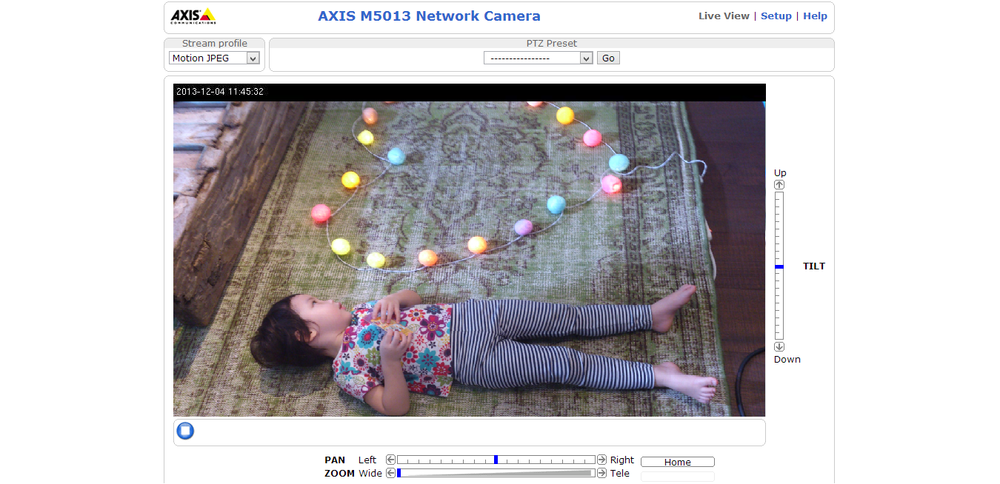 AXIS
COMMUNICATIONS
AXIS M5013 Network Camera
Live View | Setup | Help
Stream profile
PTZ Preset
Motion JPEG
----------------
Go
2013-12-04 11:45:32
Up
TILT
Down
PAN Left Right Home
ZOOM Wide Tele